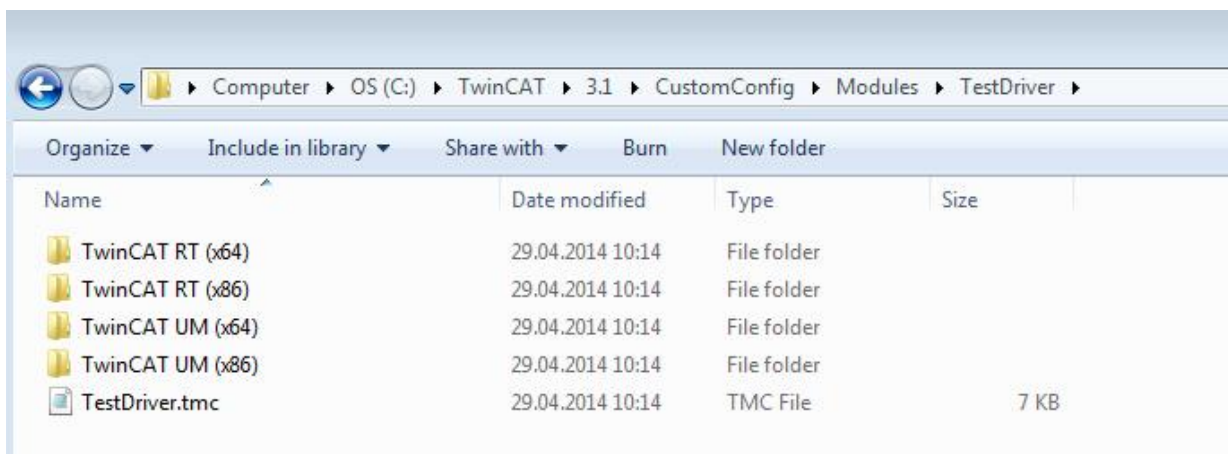 Computer OS (C:) TwinCAT 3.1 CustomConfig Modules TestDriver
Organize Include in library Share with Burn New folder
Name Date modified Type Size
TwinCAT RT (x64) 29.04.2014 10:14 File folder
TwinCAT RT (x86) 29.04.2014 10:14 File folder
TwinCAT UM (x64) 29.04.2014 10:14 File folder
TwinCAT UM (x86) 29.04.2014 10:14 File folder
TestDriver.tmc 29.04.2014 10:14 TMC File 7 KB